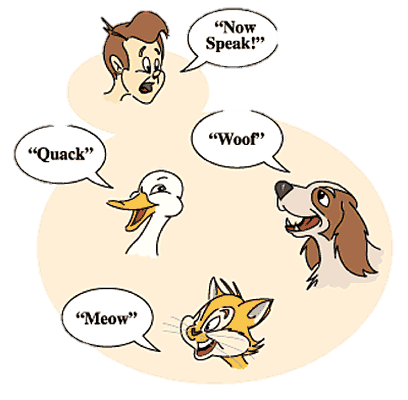 “Now
Speak!”
“Quack”
“Woof”
“Meow”